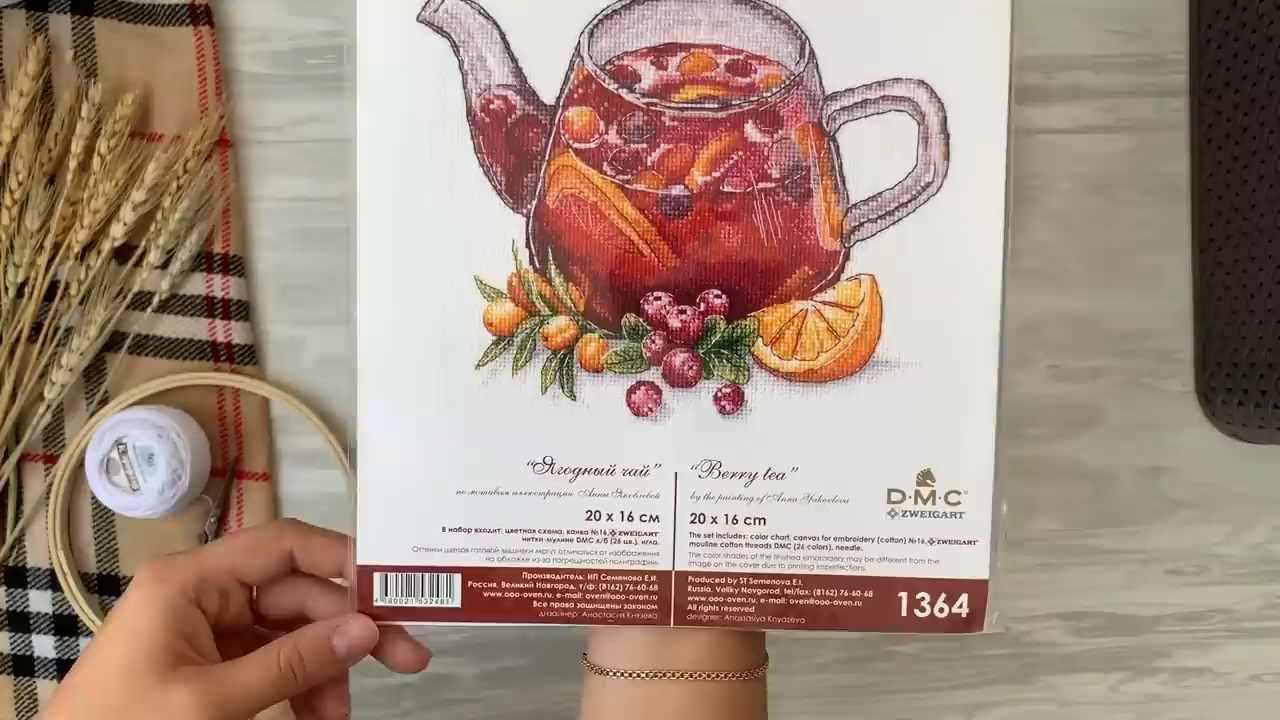 "Ягодный чай"
по мотивам иллюстрации Анны Яковлевой
20 х 16 см
В набор входит: цветная схема, канва №16, ZWEIGART
нитки-мулине DMC х/б (26 цв.), игла.
Оттенки цветов готовой вышивки могут отличаться от изображения
на обложке из-за погрешностей полиграфии.
Производитель: ИП Семенова Е.И.
Россия, Великий Новгород, т/ф: (8162) 76-60-68
www.ooo-oven.ru, e-mail: oven@ooo-oven.ru
Все права защищены законом
дизайнер: Анастасия Князева
"Berry tea"
by the painting of Anna Yakovleva
20 x 16 cm
The set includes: color chart, canvas for embroidery (cotton) №16, ZWEIGART
mouline cotton threads DMC (26 colors), needle.
The color shades of the finished embroidery may be different from the
image on the cover due to printing imperfections.
Produced by ST Semenova E.I.
Russia, Veliky Novgorod, tel/fax: (8162) 76-60-68
www.ooo-oven.ru, e-mail: oven@ooo-oven.ru
All rights reserved
designer: Anastasiya Knyazeva
D·M·C®
ZWEIGART
1364